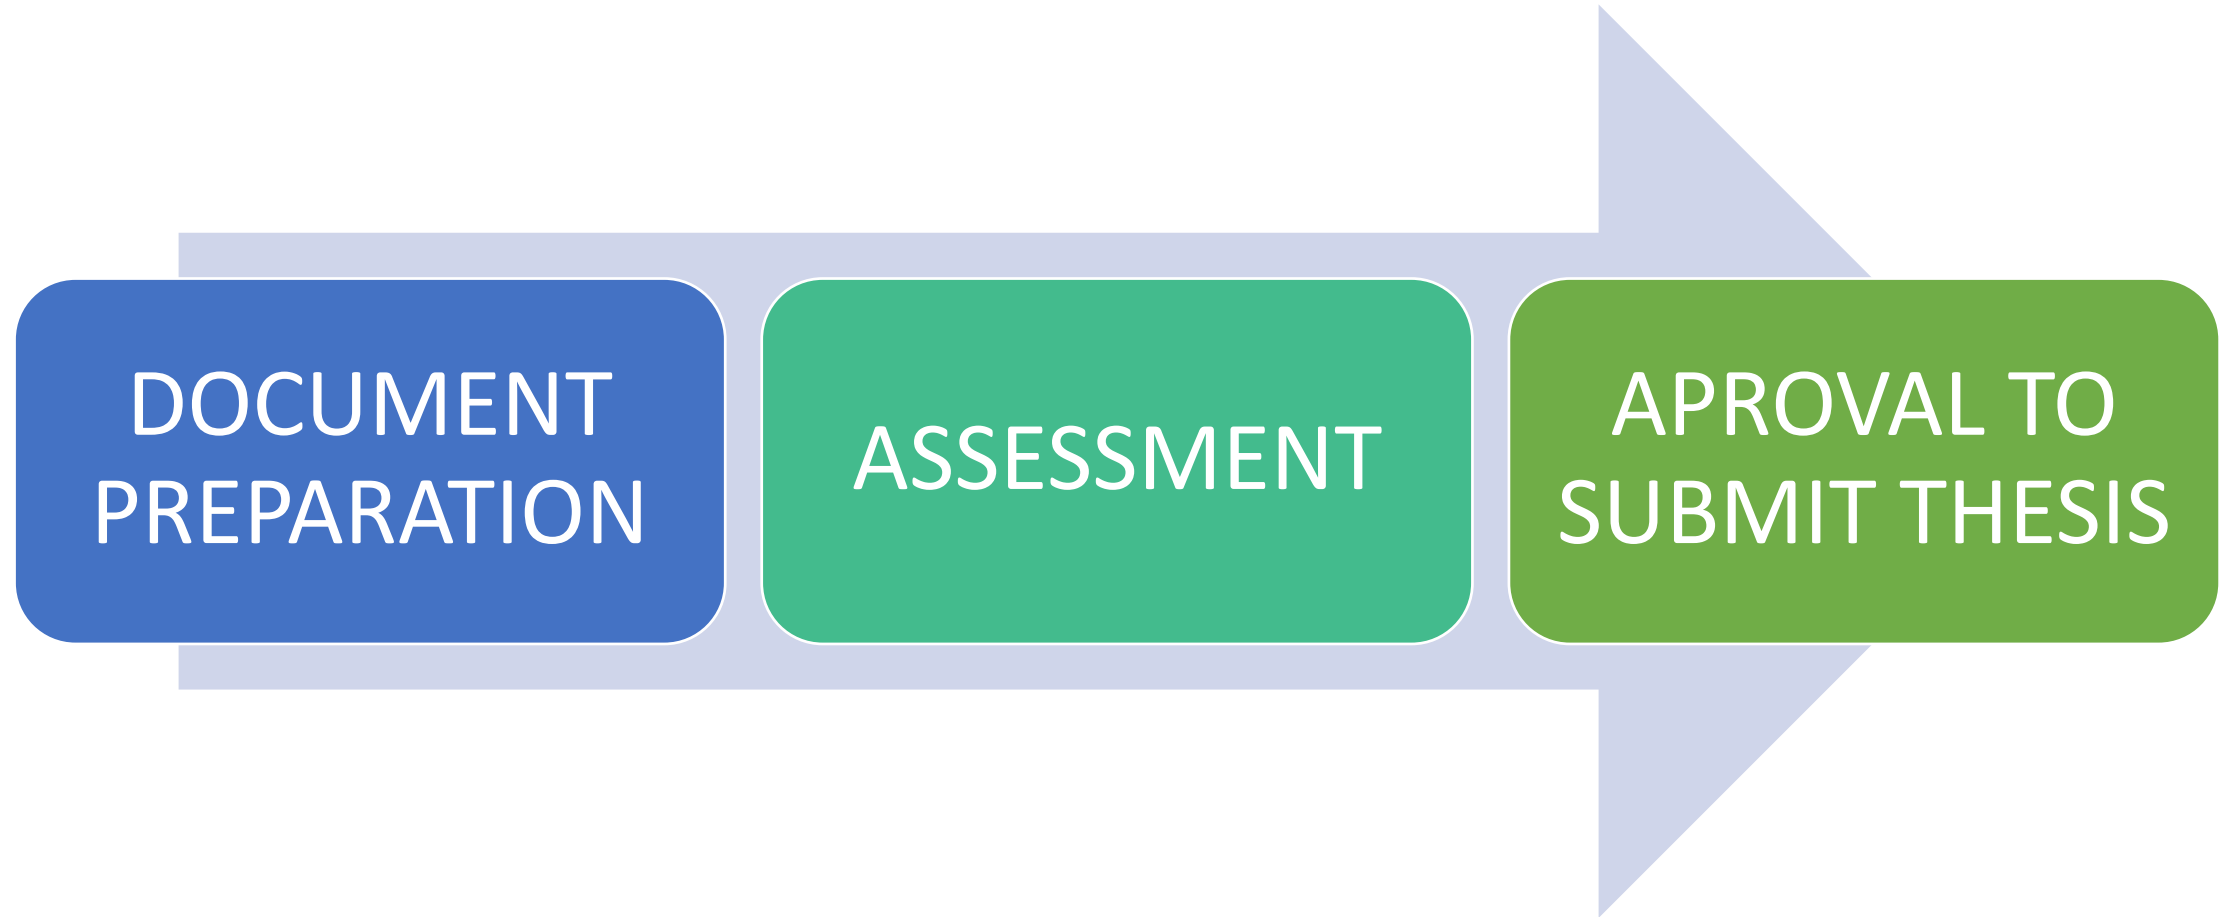 DOCUMENT
PREPARATION
ASSESSMENT
APROVAL TO
SUBMIT THESIS